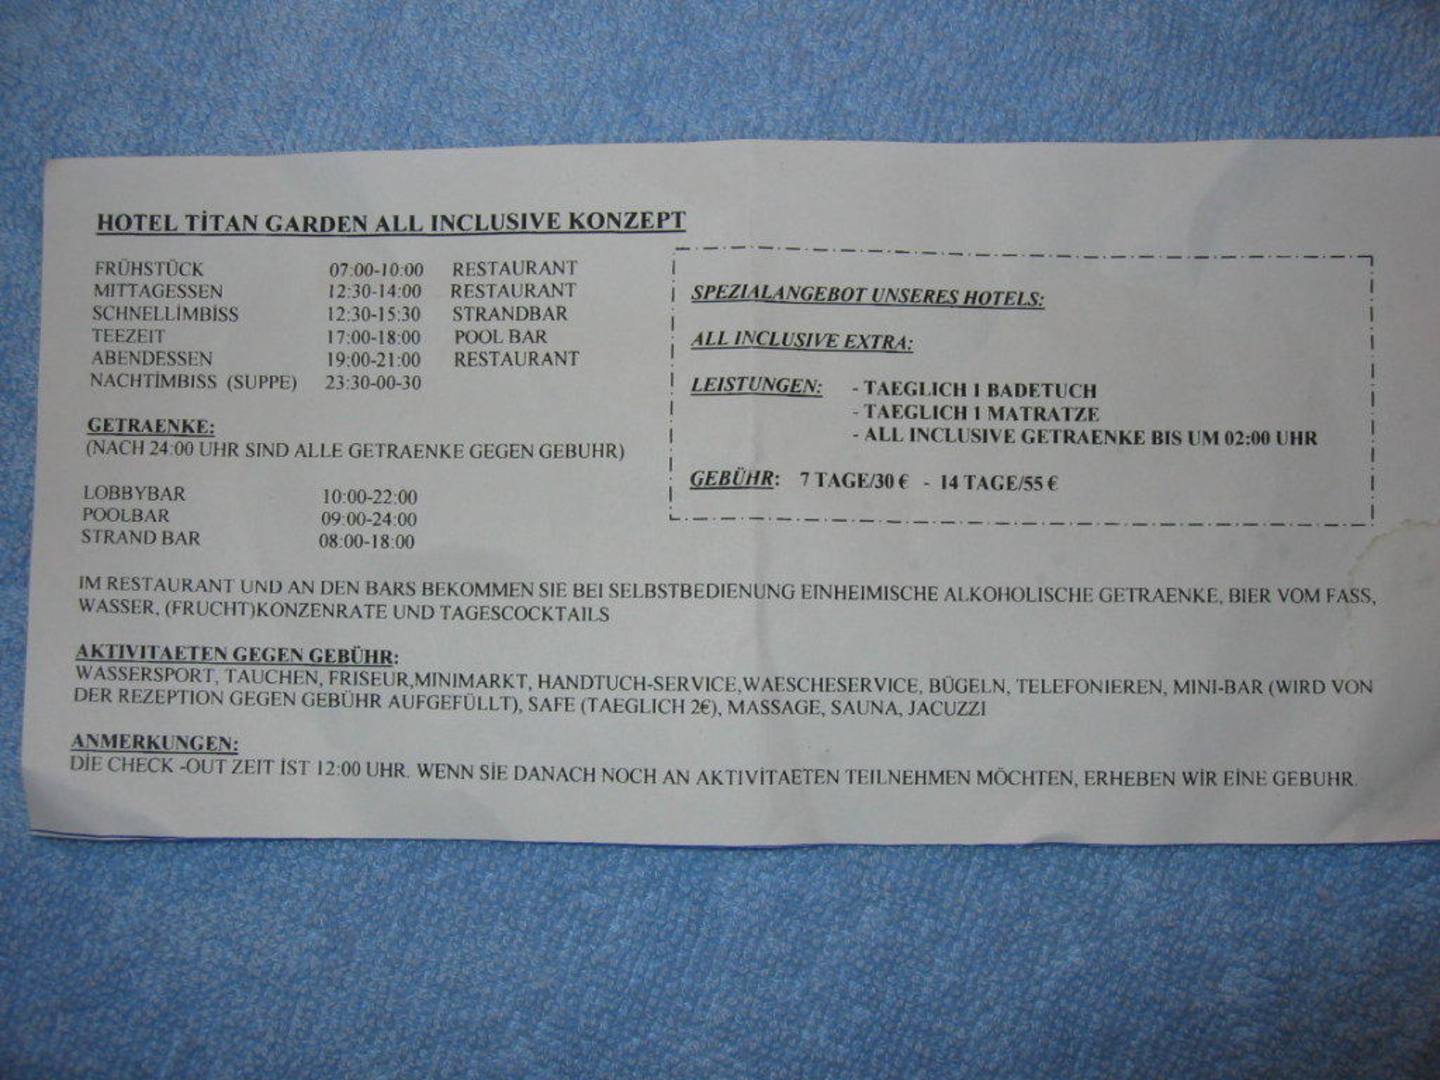 HOTEL TİTAN GARDEN ALL INCLUSIVE KONZEPT
FRÜHSTÜCK 07:00-10:00 RESTAURANT
MITTAGESSEN 12:30-14:00 RESTAURANT
SCHNELLİMBİSS 12:30-15:30 STRANDBAR
TEEZEIT 17:00-18:00 POOL BAR
ABENDESSEN 19:00-21:00 RESTAURANT
NACHTİMBISS (SUPPE) 23:30-00-30
GETRAENKE:
(NACH 24:00 UHR SIND ALLE GETRAENKE GEGEN GEBUHR)
LOBBYBAR 10:00-22:00
POOLBAR 09:00-24:00
STRAND BAR 08:00-18:00
SPEZIALANGEBOT UNSERES HOTELS:
ALL INCLUSIVE EXTRA:
LEISTUNGEN: - TAEGLICH 1 BADETUCH
- TAEGLICH 1 MATRATZE
- ALL INCLUSIVE GETRAENKE BIS UM 02:00 UHR
GEBÜHR: 7 TAGE/30 € - 14 TAGE/55 €
IM RESTAURANT UND AN DEN BARS BEKOMMEN SIE BEI SELBSTBEDIENUNG EINHEIMISCHE ALKOHOLISCHE GETRAENKE, BIER VOM FASS,
WASSER, (FRUCHT)KONZENRATE UND TAGESCOCKTAILS
AKTIVITAETEN GEGEN GEBÜHR:
WASSERSPORT, TAUCHEN, FRISEUR,MINIMARKT, HANDTUCH-SERVICE,WAESCHESERVICE, BÜGELN, TELEFONIEREN, MINI-BAR (WIRD VON
DER REZEPTION GEGEN GEBÜHR AUFGEFÜLLT), SAFE (TAEGLICH 2€), MASSAGE, SAUNA, JACUZZI
ANMERKUNGEN:
DİE CHECK -OUT ZEIT İST 12:00 UHR. WENN SİE DANACH NOCH AN AKTIVİTAETEN TEILNEHMEN MÖCHTEN, ERHEBEN WİR EİNE GEBUHR.